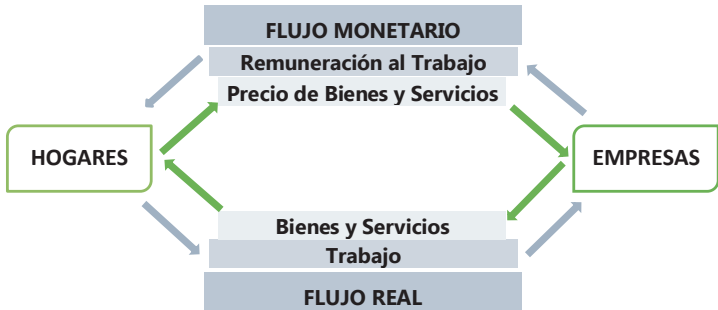 FLUJO MONETARIO
Remuneración al Trabajo
Precio de Bienes y Servicios
HOGARES
EMPRESAS
Bienes y Servicios
Trabajo
FLUJO REAL